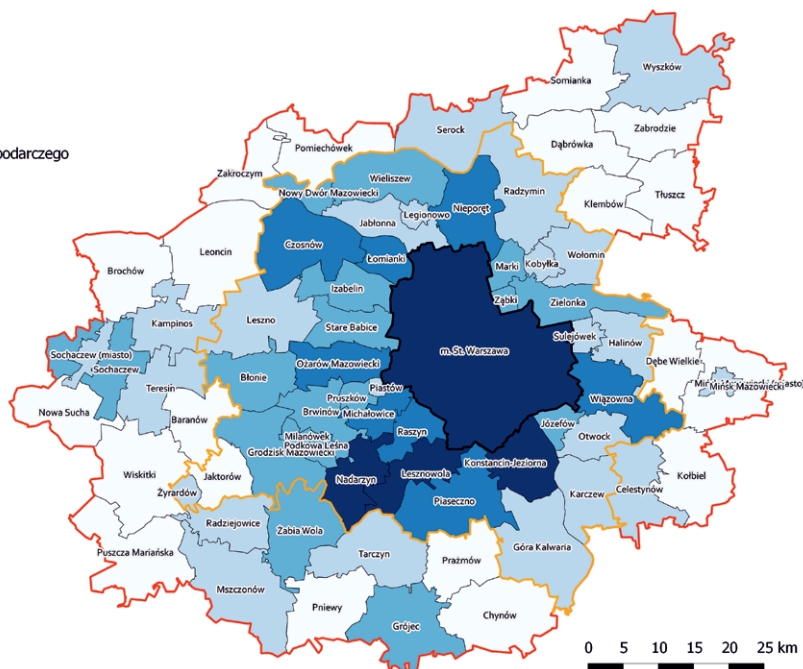 Wyszków
Somianka
Serock
Zabrodzie
podarczego
Pomiechówek
Dąbrówka
Zakroczym
Wieliszew
Nowy Dwór Mazowiecki
Radzymin
Tłuszcz
Klembów
Nieporęt
Legionowo
Jabłonna
Czosnów
Leoncin
Wołomin
Łomianki
Kobyłka
Marki
Brochów
Izabelin
Ząbki
Zielonka
Leszno
Kampinos
Stare Babice
Sulejówek
Halinów
m. St. Warszawa
Sochaczew (miasto)
Dębe Wielkie
Ożarów Mazowiecki
Sochaczew
Błonie
Teresin
Piastów
Mińsk Mazowiecki
Pruszków
Wiązowna
Nowa Sucha
Brwinów
Michałowice
Baranów
Józefów
Raszyn
Milanówek
Otwock
Podkowa Leśna
Grodzisk Mazowiecki
Konstancin-Jeziorna
Lesznowola
Wiskitki
Jaktorów
Nadarzyn
Kołbiel
Celestynów
Żyrardów
Karczew
Piaseczno
Radziejowice
Żabia Wola
Góra Kalwaria
Puszcza Mariańska
Tarczyn
Prażmów
Mszczonów
Pniewy
Chynów
Grójec
0 5 10 15 20 25 km